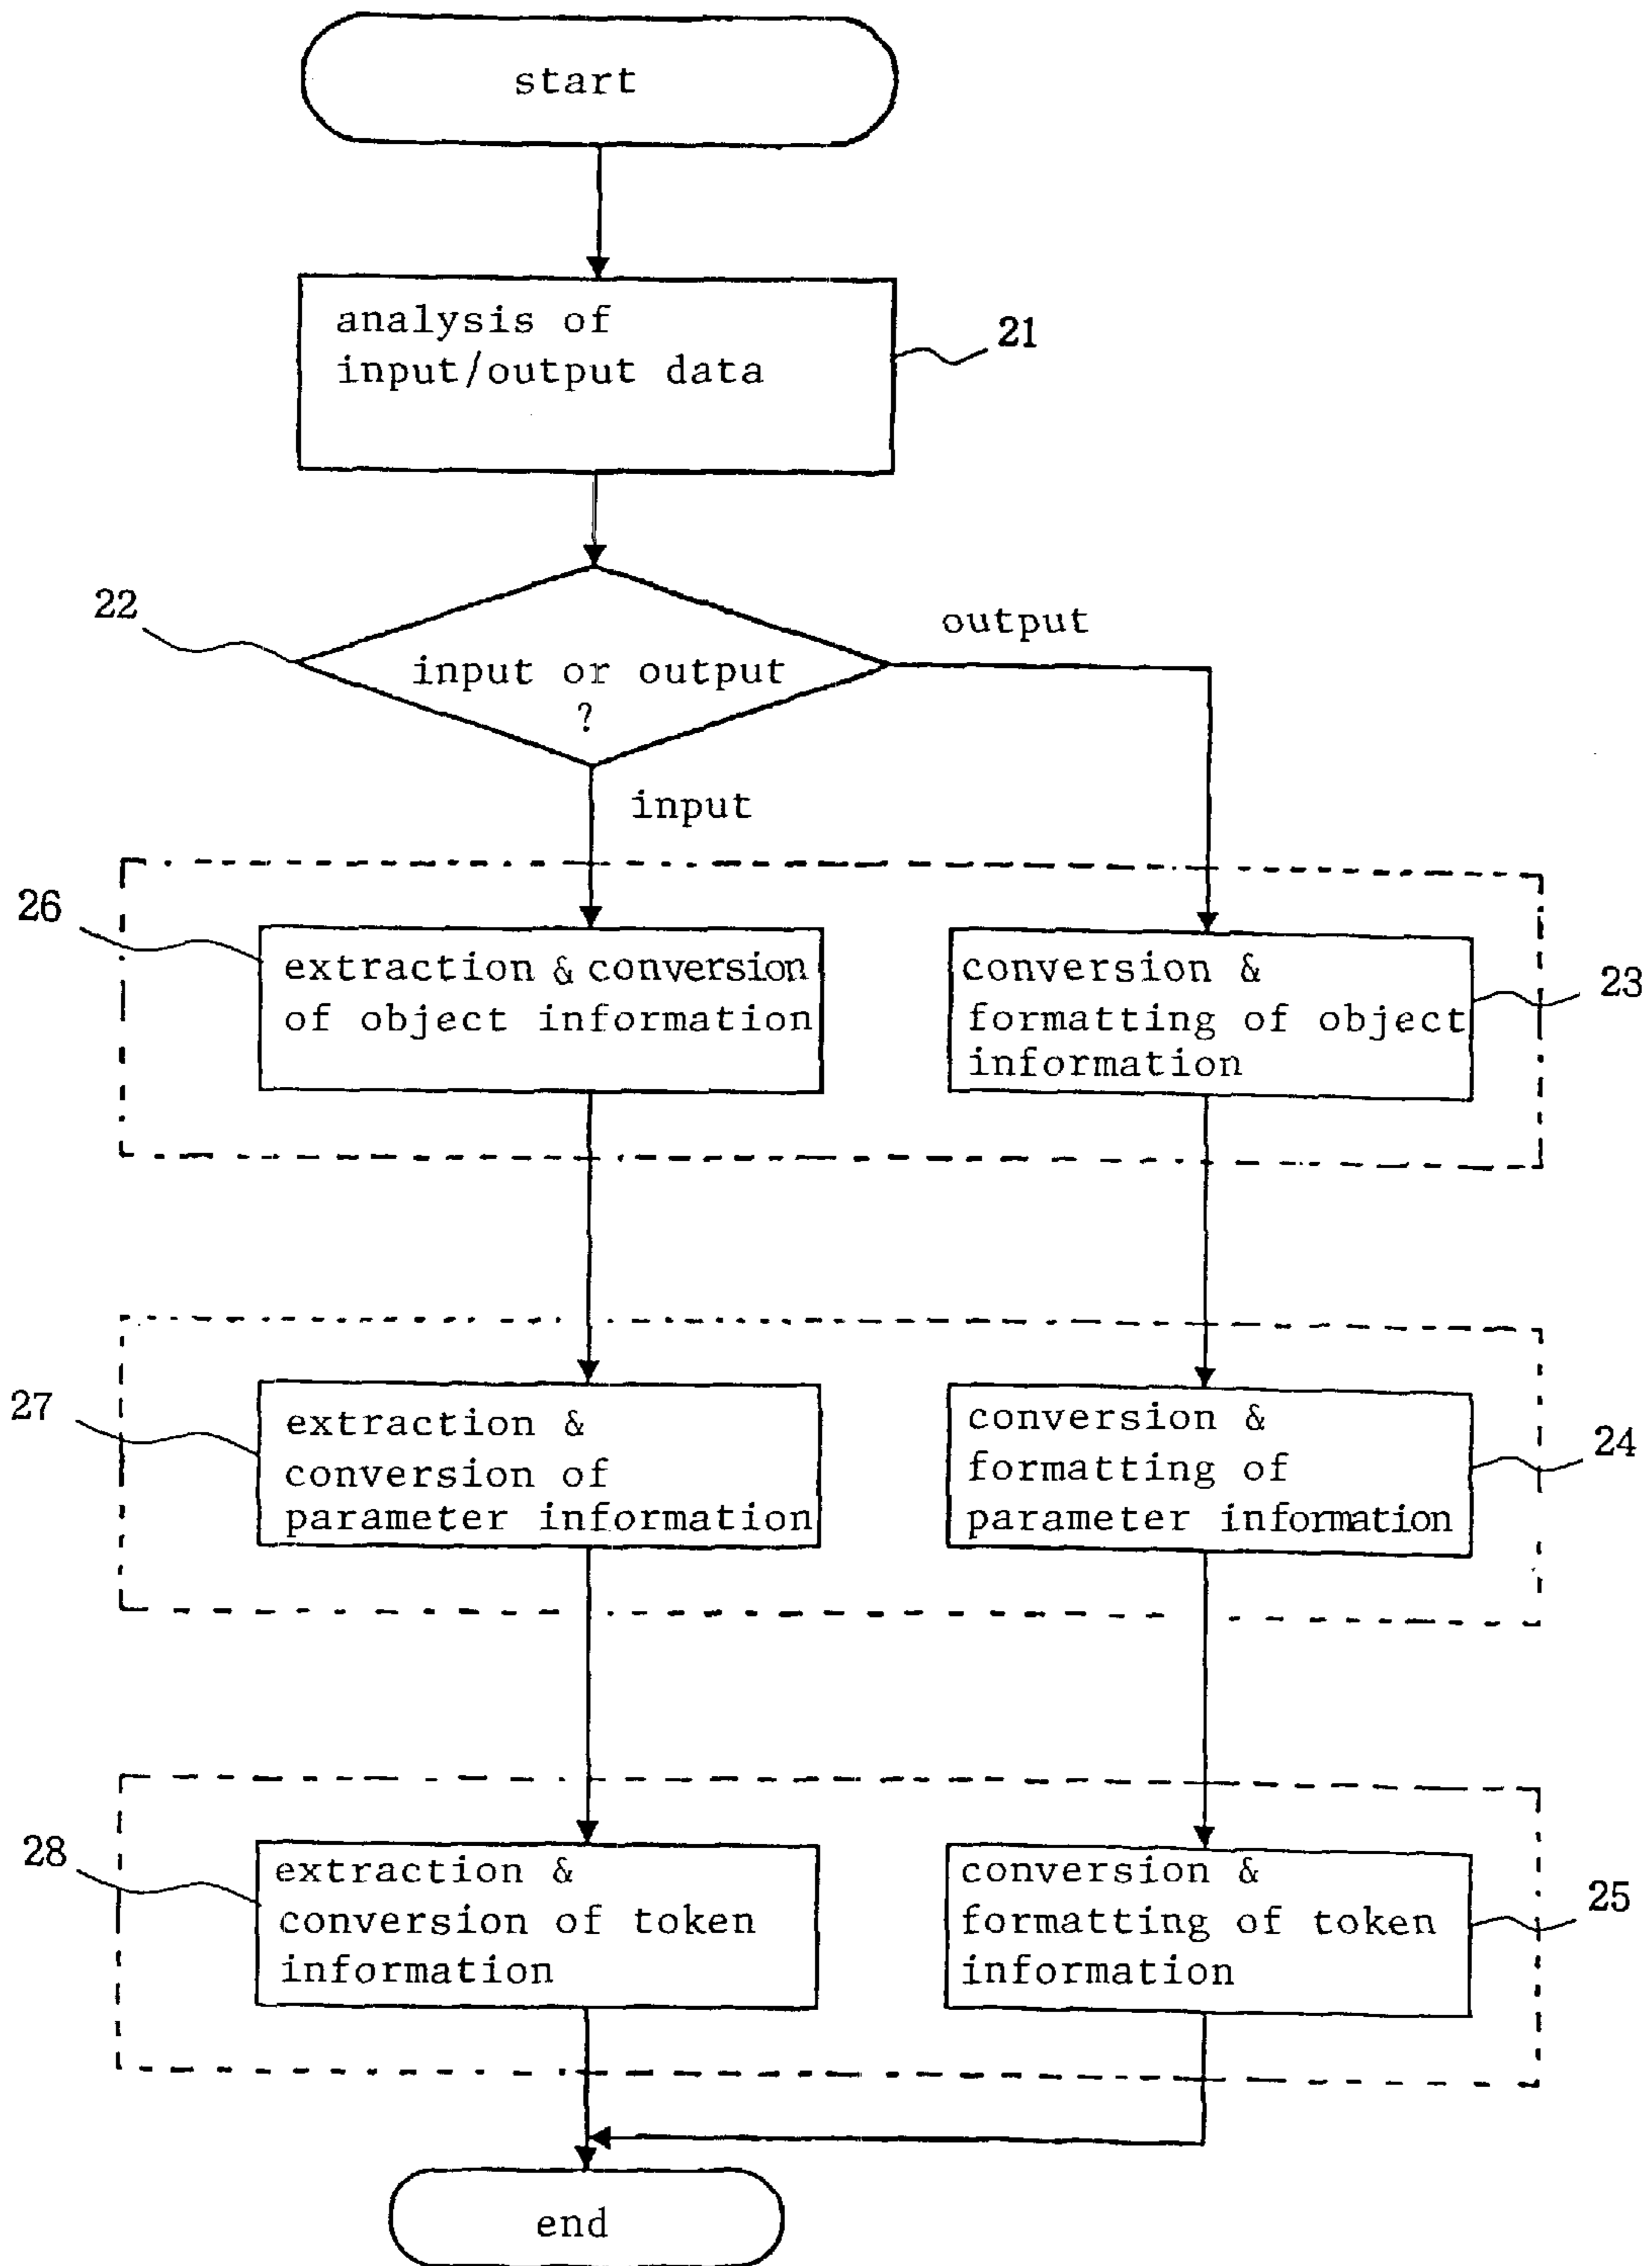 start
analysis of
input/output data
21
22
input or output
?
output
input
26
extraction & conversion
of object information
conversion &
formatting of object
information
23
27
extraction &
conversion of
parameter information
conversion &
formatting of
parameter information
24
28
extraction &
conversion of token
information
conversion &
formatting of token
information
25
end